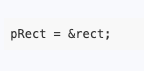 pRect = &rect;